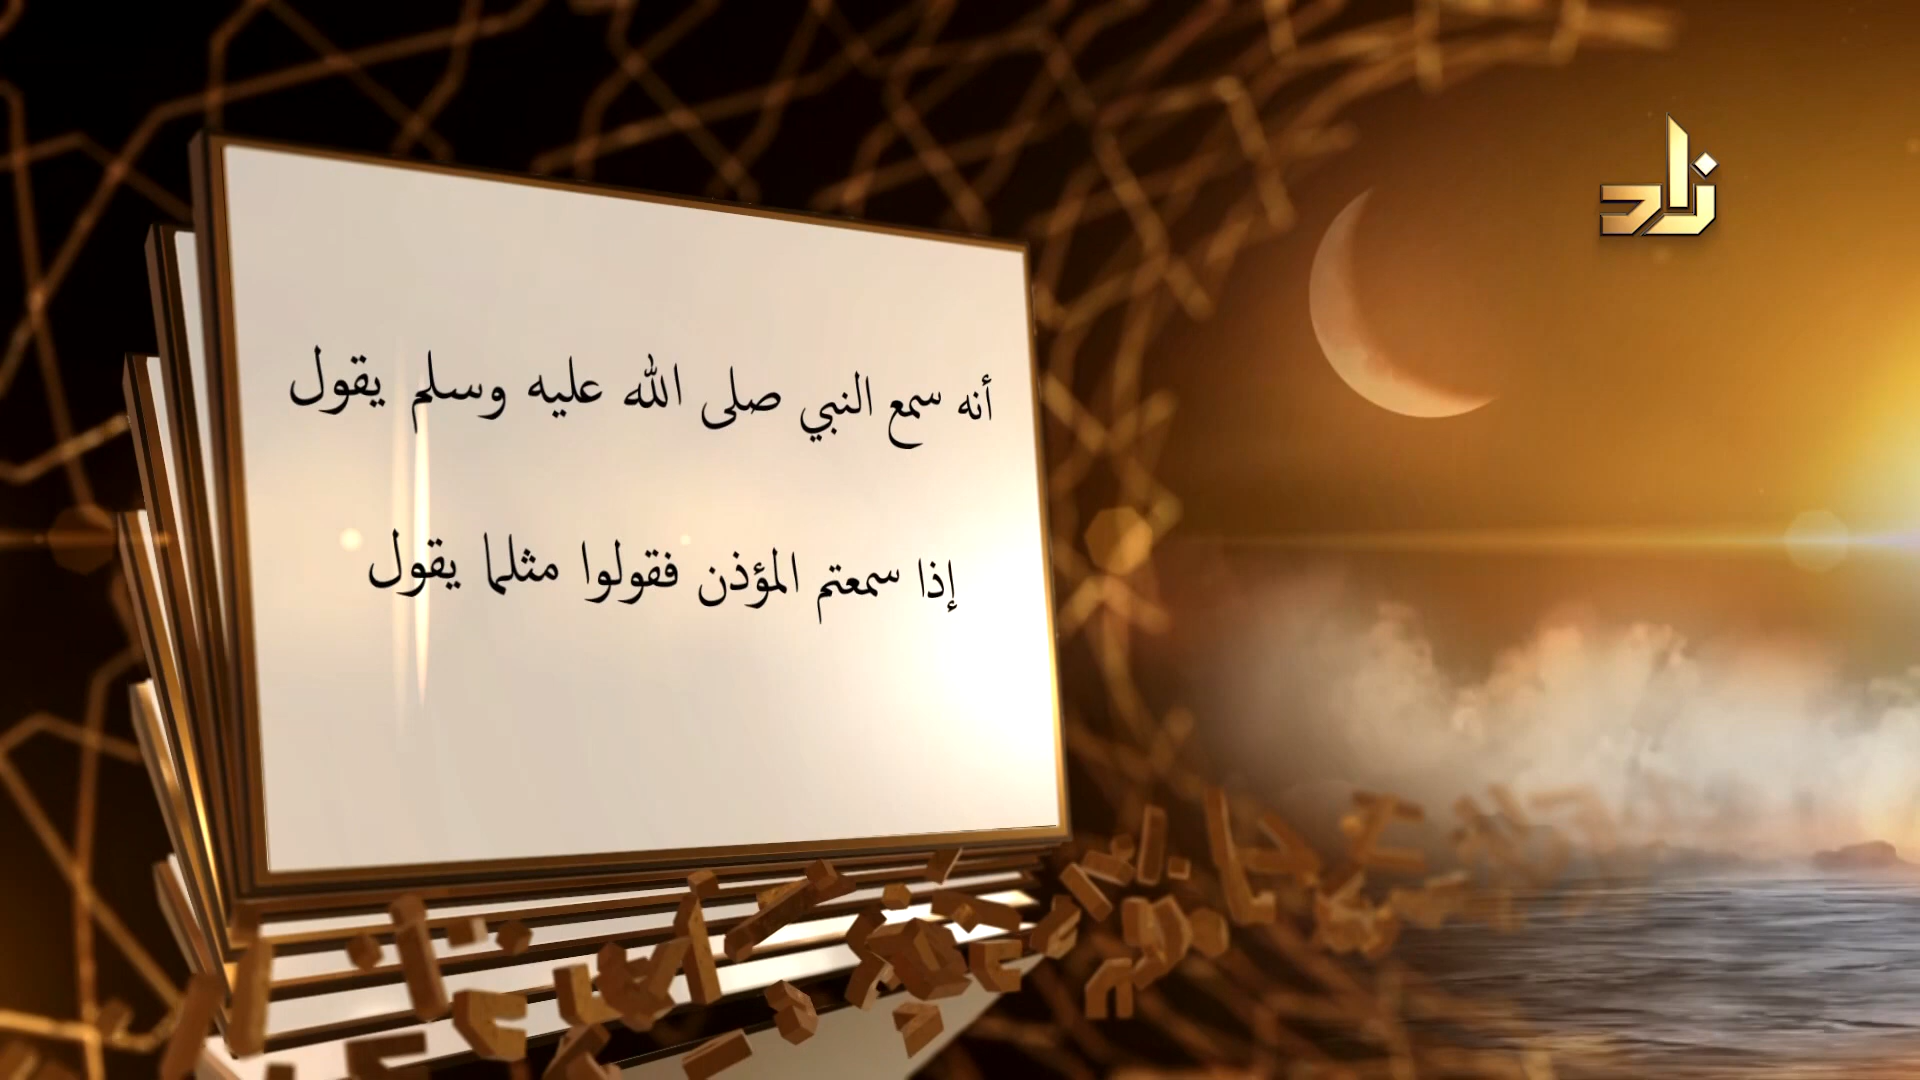 زاد
أنه سمع النبي صلى الله عليه وسلم يقول
إذا سمعتم المؤذن فقولوا مثلما يقول